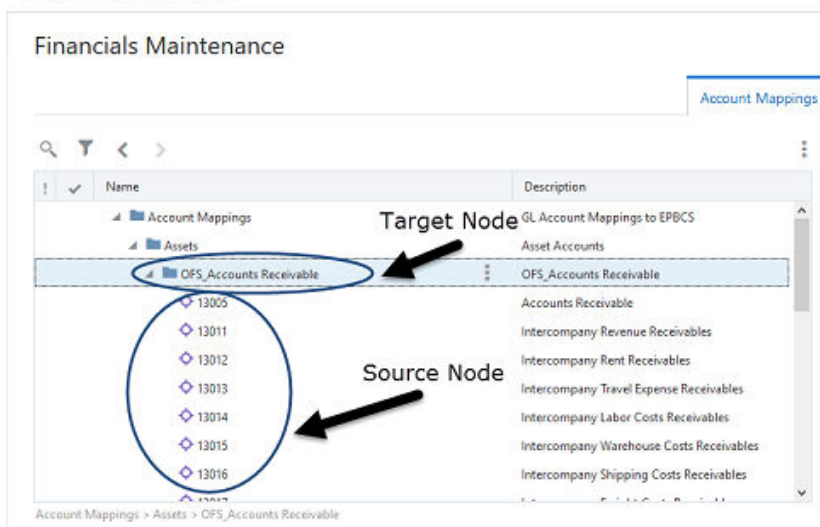 Financials Maintenance
Account Mappings
! Name Description
Account Mappings GL Account Mappings to EPBCS
Target Node
Assets Asset Accounts
OFS_Accounts Receivable OFS_Accounts Receivable
13005 Accounts Receivable
13011 Intercompany Revenue Receivables
13012 Intercompany Rent Receivables
Source Node
13013 Intercompany Travel Expense Receivables
13014 Intercompany Labor Costs Receivables
13015 Intercompany Warehouse Costs Receivables
13016 Intercompany Shipping Costs Receivables
Account Mappings > Assets > OFS_Accounts Receivable